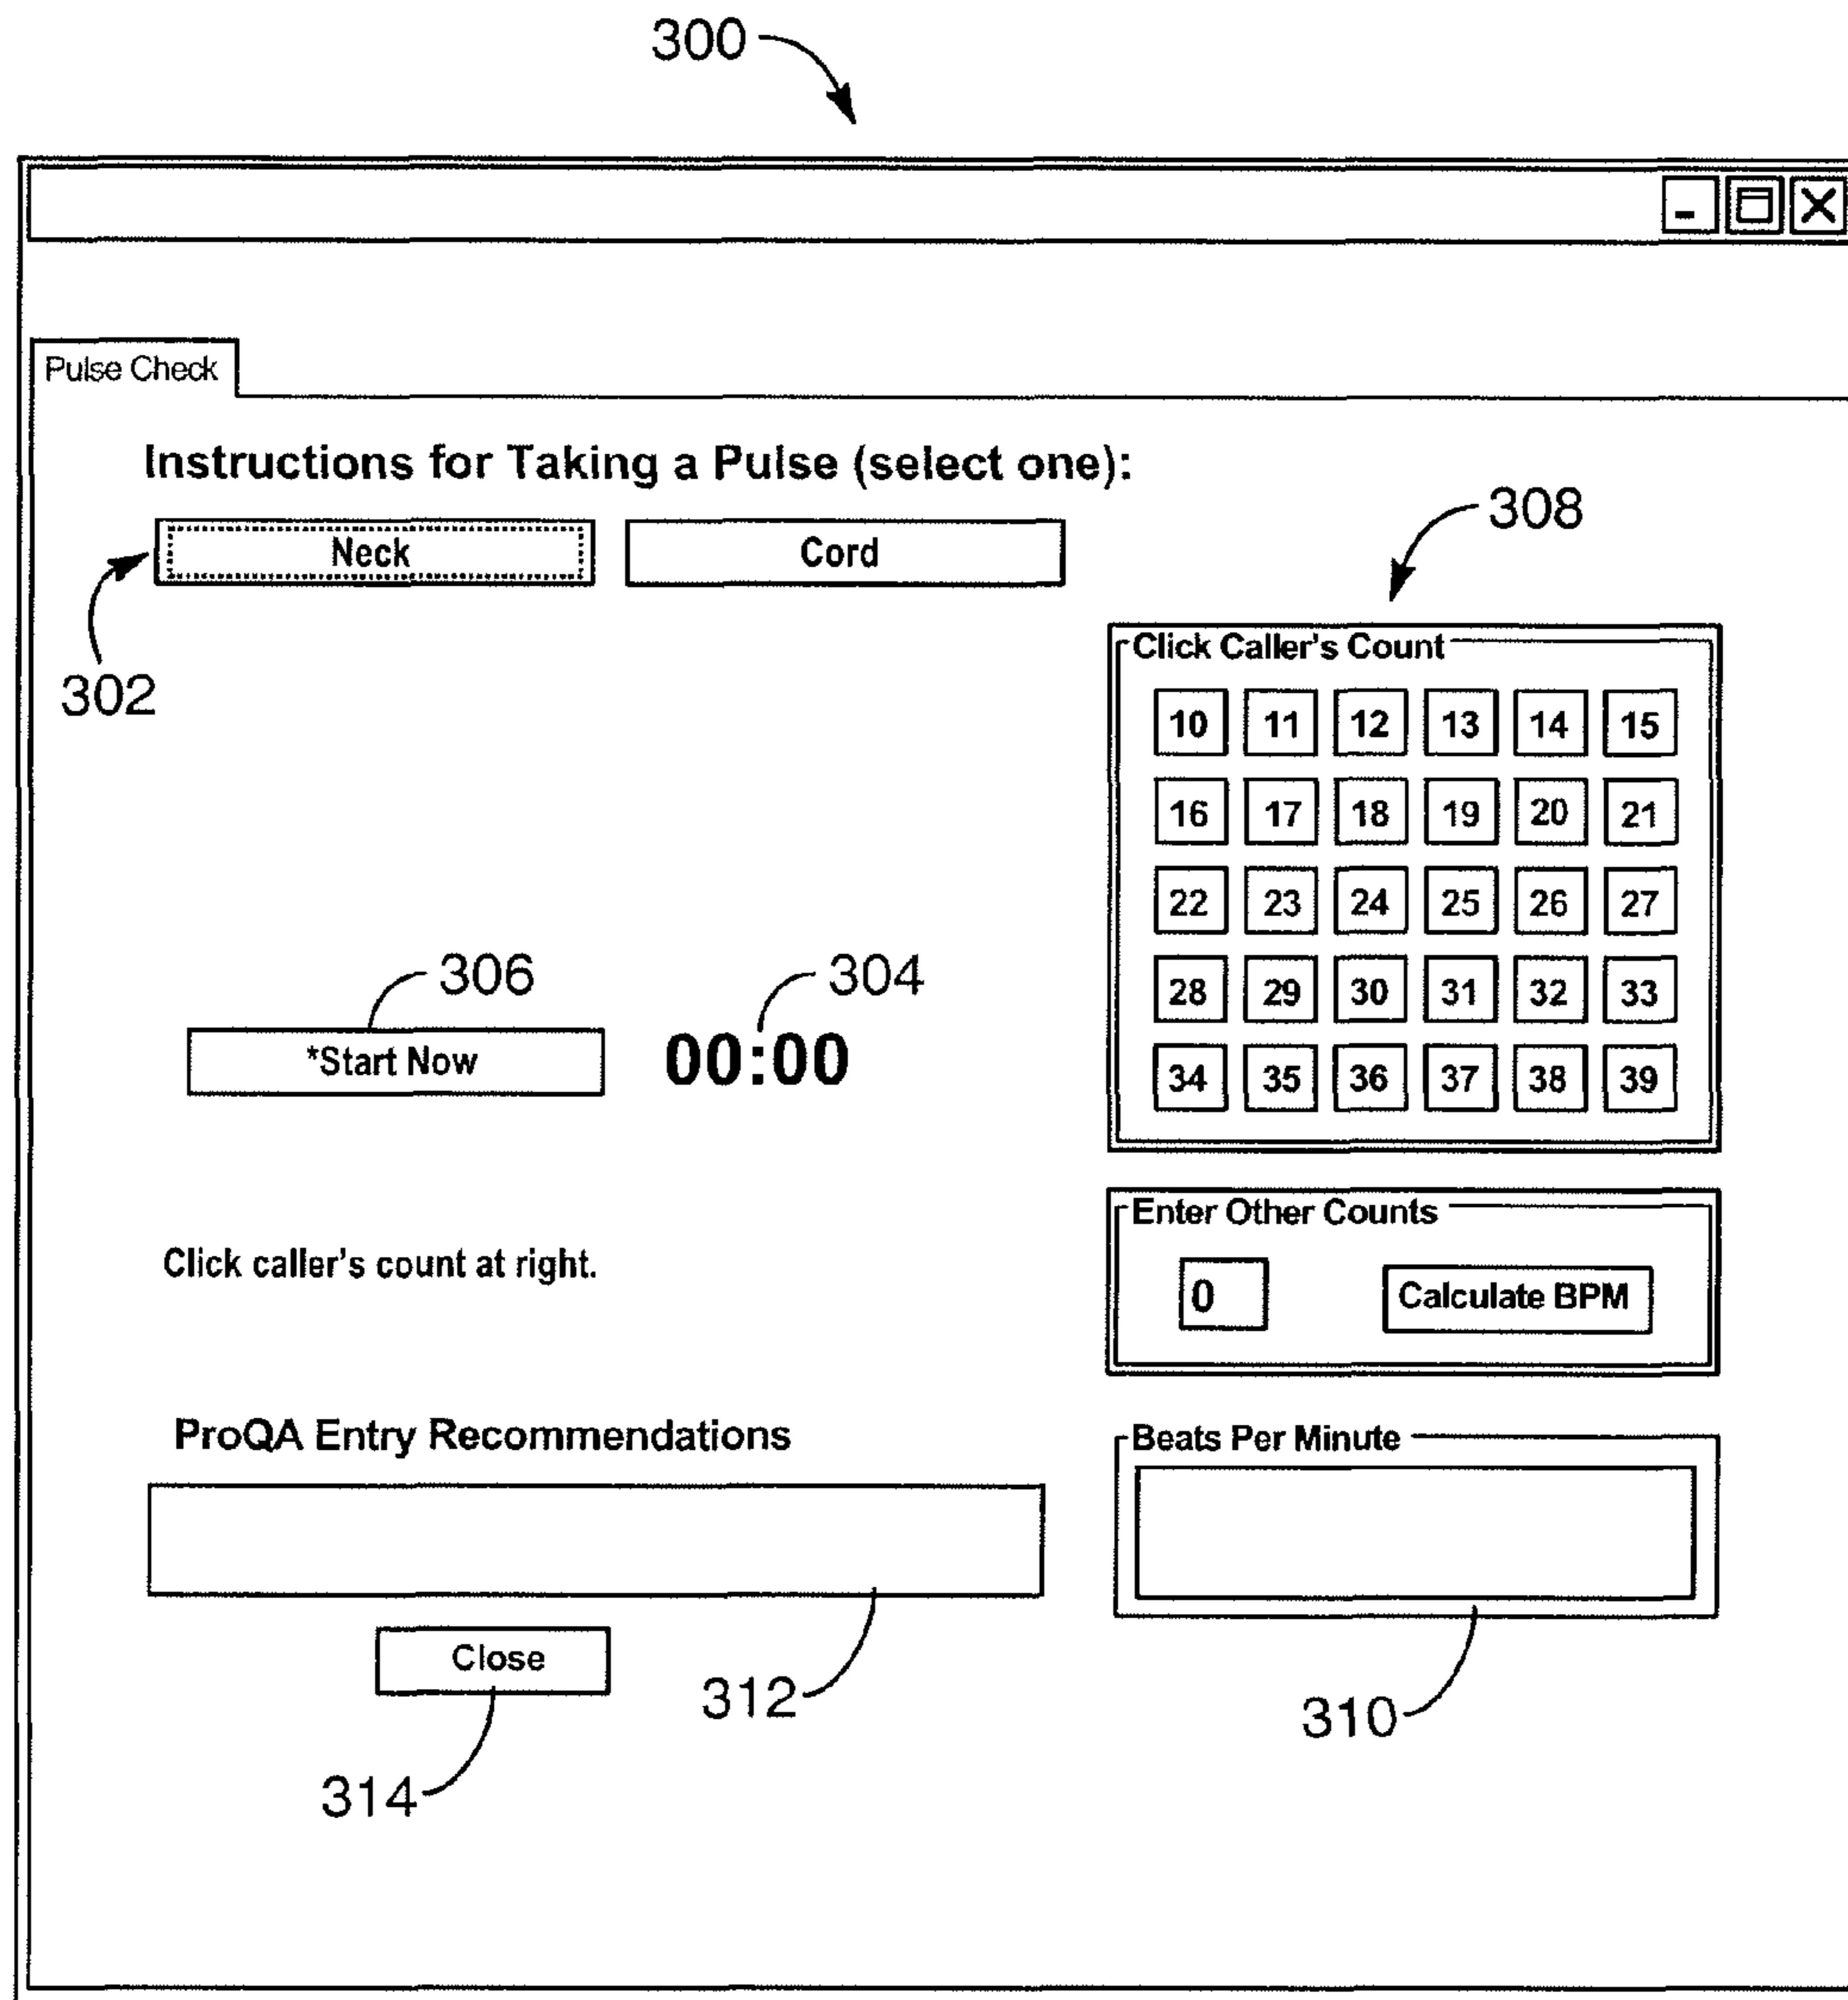 300
Pulse Check
Instructions for Taking a Pulse (select one):
Neck Cord
302
308
Click Caller's Count
10 11 12 13 14 15
16 17 18 19 20 21
22 23 24 25 26 27
28 29 30 31 32 33
34 35 36 37 38 39
306 304
*Start Now 00:00
Enter Other Counts
0 Calculate BPM
Click caller's count at right.
ProQA Entry Recommendations
Beats Per Minute
Close
312
310
314